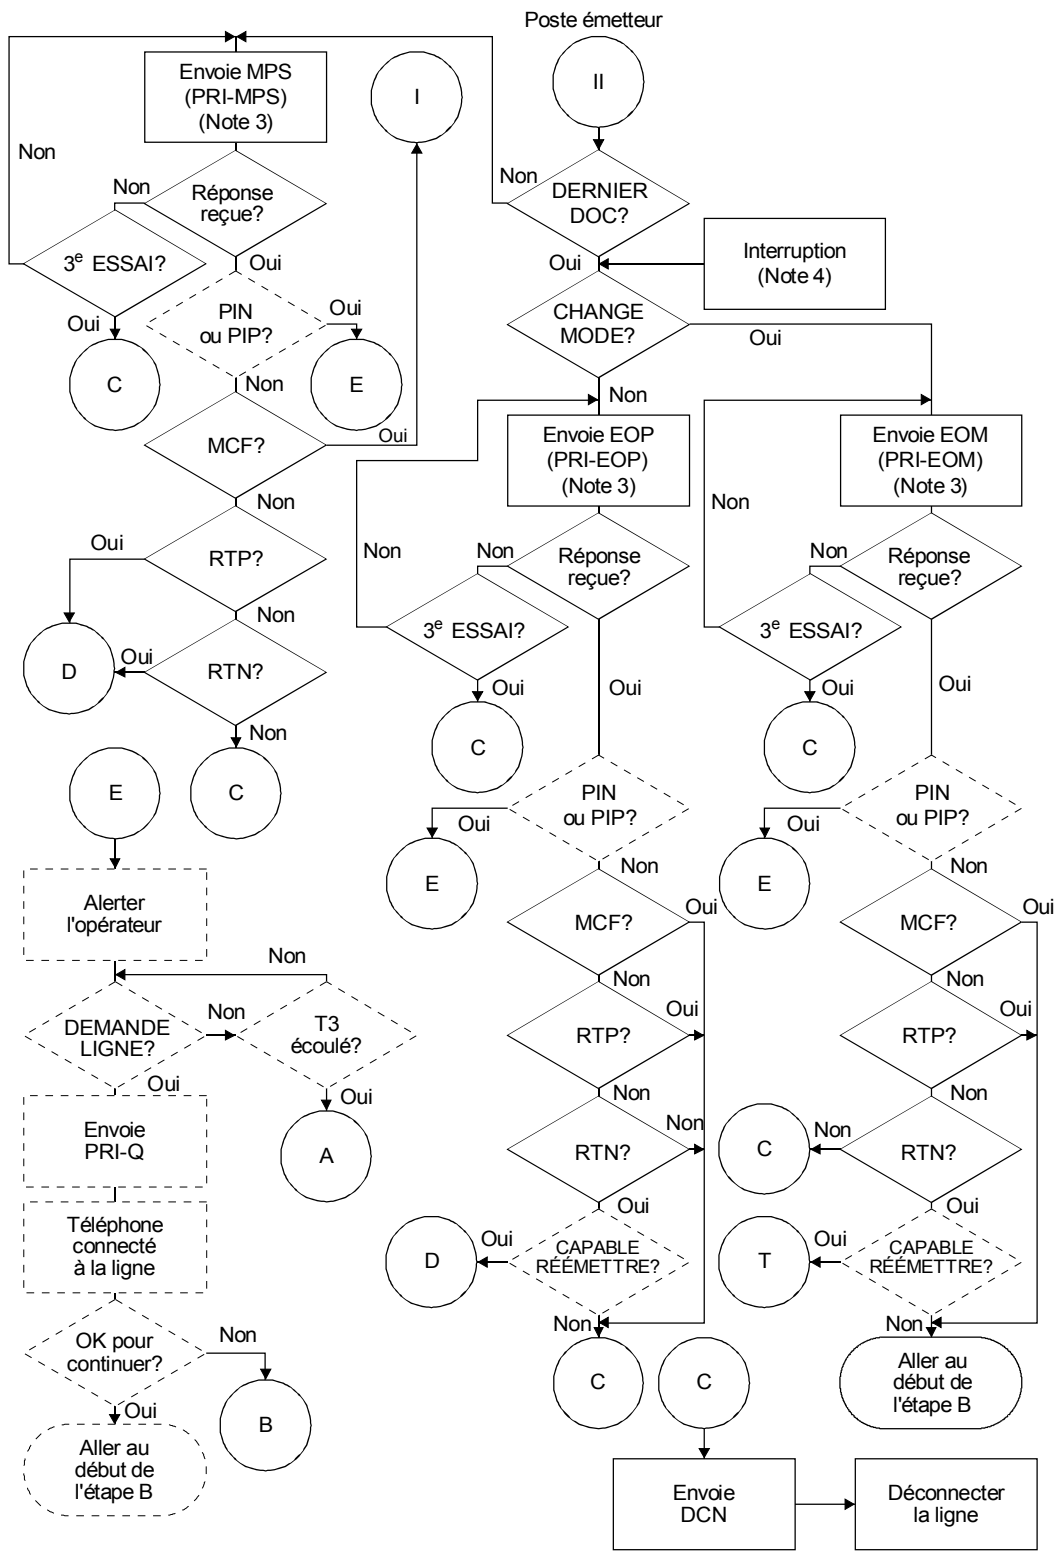 Poste émetteur
II
DERNIER
DOC?
Non
Oui
Interruption
(Note 4)
CHANGE
MODE?
Oui
Non
Envoie MPS
(PRI-MPS)
(Note 3)
I
Non
Non
Réponse
reçue?
3e ESSAI?
Oui
Oui
C
PIN
ou PIP?
Oui
E
Non
MCF?
Oui
Non
RTP?
Oui
Non
D
Oui
RTN?
Non
C
Envoie EOP
(PRI-EOP)
(Note 3)
Non
Non
Réponse
reçue?
3e ESSAI?
Oui
Oui
C
PIN
ou PIP?
Oui
E
Non
MCF?
Oui
Non
RTP?
Oui
Non
RTN?
Non
Oui
CAPABLE
RÉÉMETTRE?
Oui
D
Non
C
Envoie EOM
(PRI-EOM)
(Note 3)
Non
Non
Réponse
reçue?
3e ESSAI?
Oui
Oui
C
PIN
ou PIP?
Oui
E
Non
MCF?
Oui
Non
RTP?
Oui
Non
RTN?
Non
C
Oui
CAPABLE
RÉÉMETTRE?
Oui
T
Non
Aller au
début de
l'étape B
E
Alerter
l'opérateur
Non
DEMANDE
LIGNE?
Non
T3
écoulé?
Oui
Oui
A
Envoie
PRI-Q
Téléphone
connecté
à la ligne
OK pour
continuer?
Non
B
Oui
Aller au
début de
l'étape B
C
Envoie
DCN
Déconnecter
la ligne